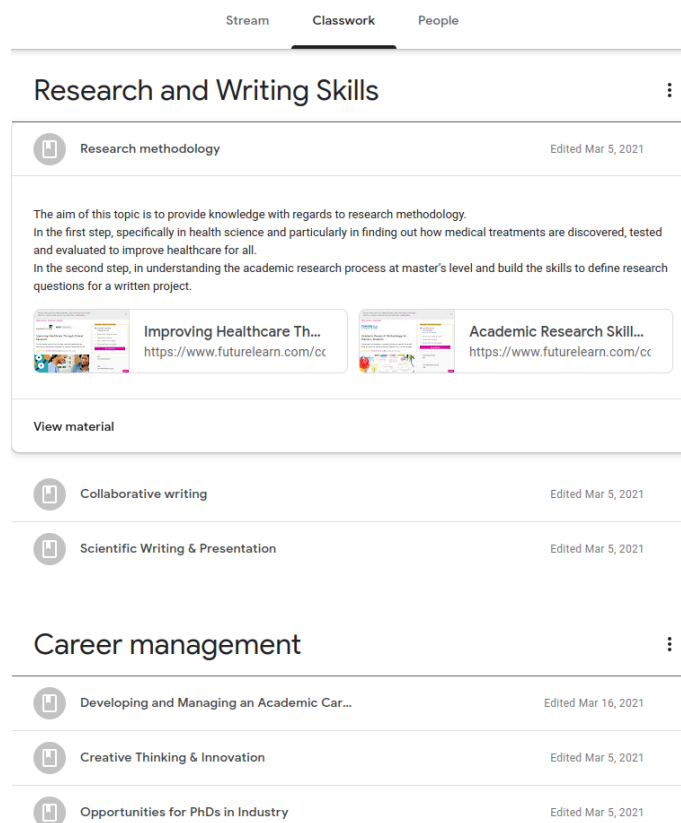 Stream Classwork People
Research and Writing Skills
Research methodology Edited Mar 5, 2021
The aim of this topic is to provide knowledge with regards to research methodology.
In the first step, specifically in health science and particularly in finding out how medical treatments are discovered, tested
and evaluated to improve healthcare for all.
In the second step, in understanding the academic research process at master's level and build the skills to define research
questions for a written project.
Improving Healthcare Th... Academic Research Skill...
https://www.futurelearn.com/cc https://www.futurelearn.com/cc
View material
Collaborative writing Edited Mar 5, 2021
Scientific Writing & Presentation Edited Mar 5, 2021
Career management
Developing and Managing an Academic Car... Edited Mar 16, 2021
Creative Thinking & Innovation Edited Mar 5, 2021
Opportunities for PhDs in Industry Edited Mar 5, 2021